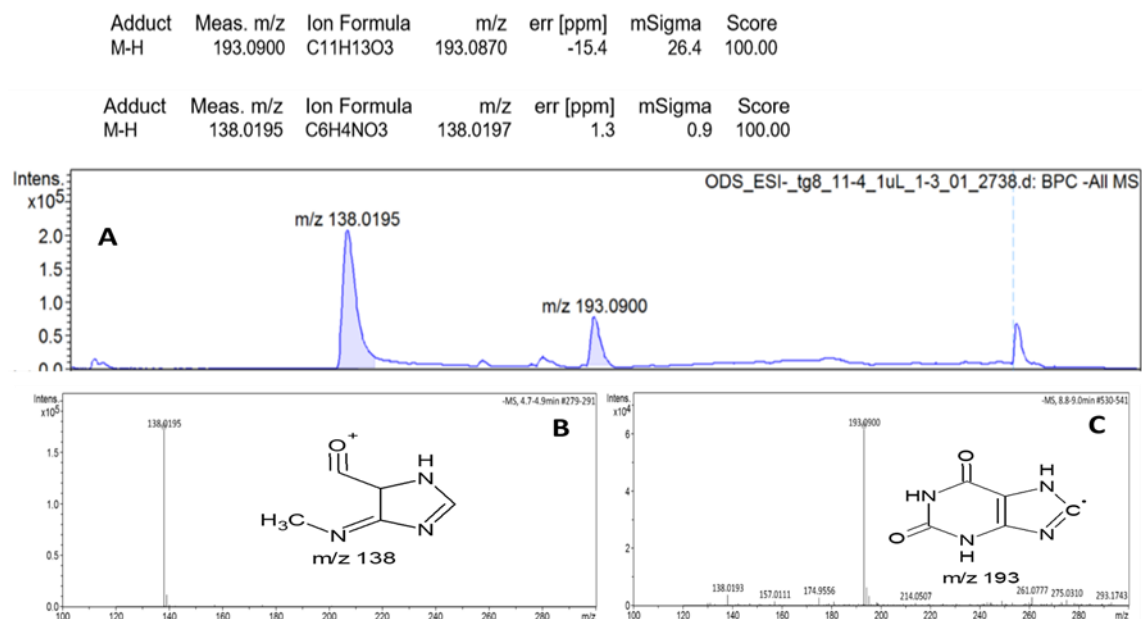 Adduct Meas. m/z Ion Formula m/z err [ppm] mSigma Score
M-H 193.0900 C11H13O3 193.0870 -15.4 26.4 100.00
Adduct Meas. m/z Ion Formula m/z err [ppm] mSigma Score
M-H 138.0195 C6H4NO3 138.0197 1.3 0.9 100.00
Intens.
x10⁵
ODS_ESI-_tg8_11-4_1uL_1-3_01_2738.d: BPC -All MS
A
m/z 138.0195
2.0
1.5
m/z 193.0900
1.0
0.5
0.0
Intens.
x10⁵
-MS, 4.7-4.9min #279-291
138.0195
B
1.5
1.0
0.5
0.0
O+
H
N
H₃C
N
N
m/z 138
100 120 140 160 180 200 220 240 260 280 m/z
Intens.
x10⁴
-MS, 8.8-9.0min #530-541
193.0900
C
6
4
2
0
O
H
HN
N
C•
O
N
N
H
m/z 193
138.0193 157.0111 174.9556 214.0507 261.0777 275.0310 293.1743
100 120 140 160 180 200 220 240 260 280 m/z